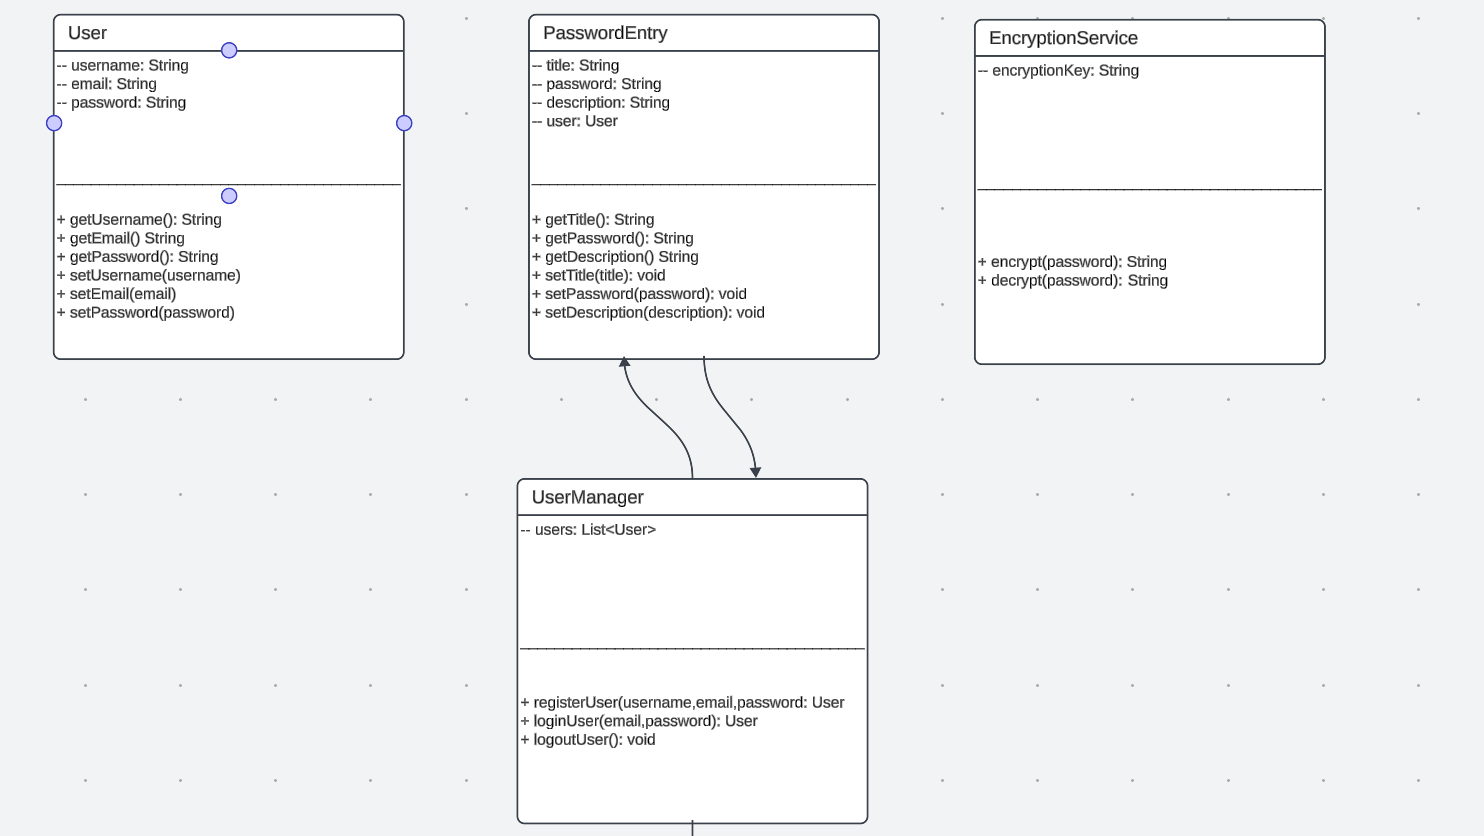 User
-- username: String
-- email: String
-- password: String
+ getUsername(): String
+ getEmail() String
+ getPassword(): String
+ setUsername(username)
+ setEmail(email)
+ setPassword(password)
PasswordEntry
-- title: String
-- password: String
-- description: String
-- user: User
+ getTitle(): String
+ getPassword(): String
+ getDescription() String
+ setTitle(title): void
+ setPassword(password): void
+ setDescription(description): void
EncryptionService
-- encryptionKey: String
+ encrypt(password): String
+ decrypt(password): String
UserManager
-- users: List<User>
+ registerUser(username,email,password: User
+ loginUser(email,password): User
+ logoutUser(): void